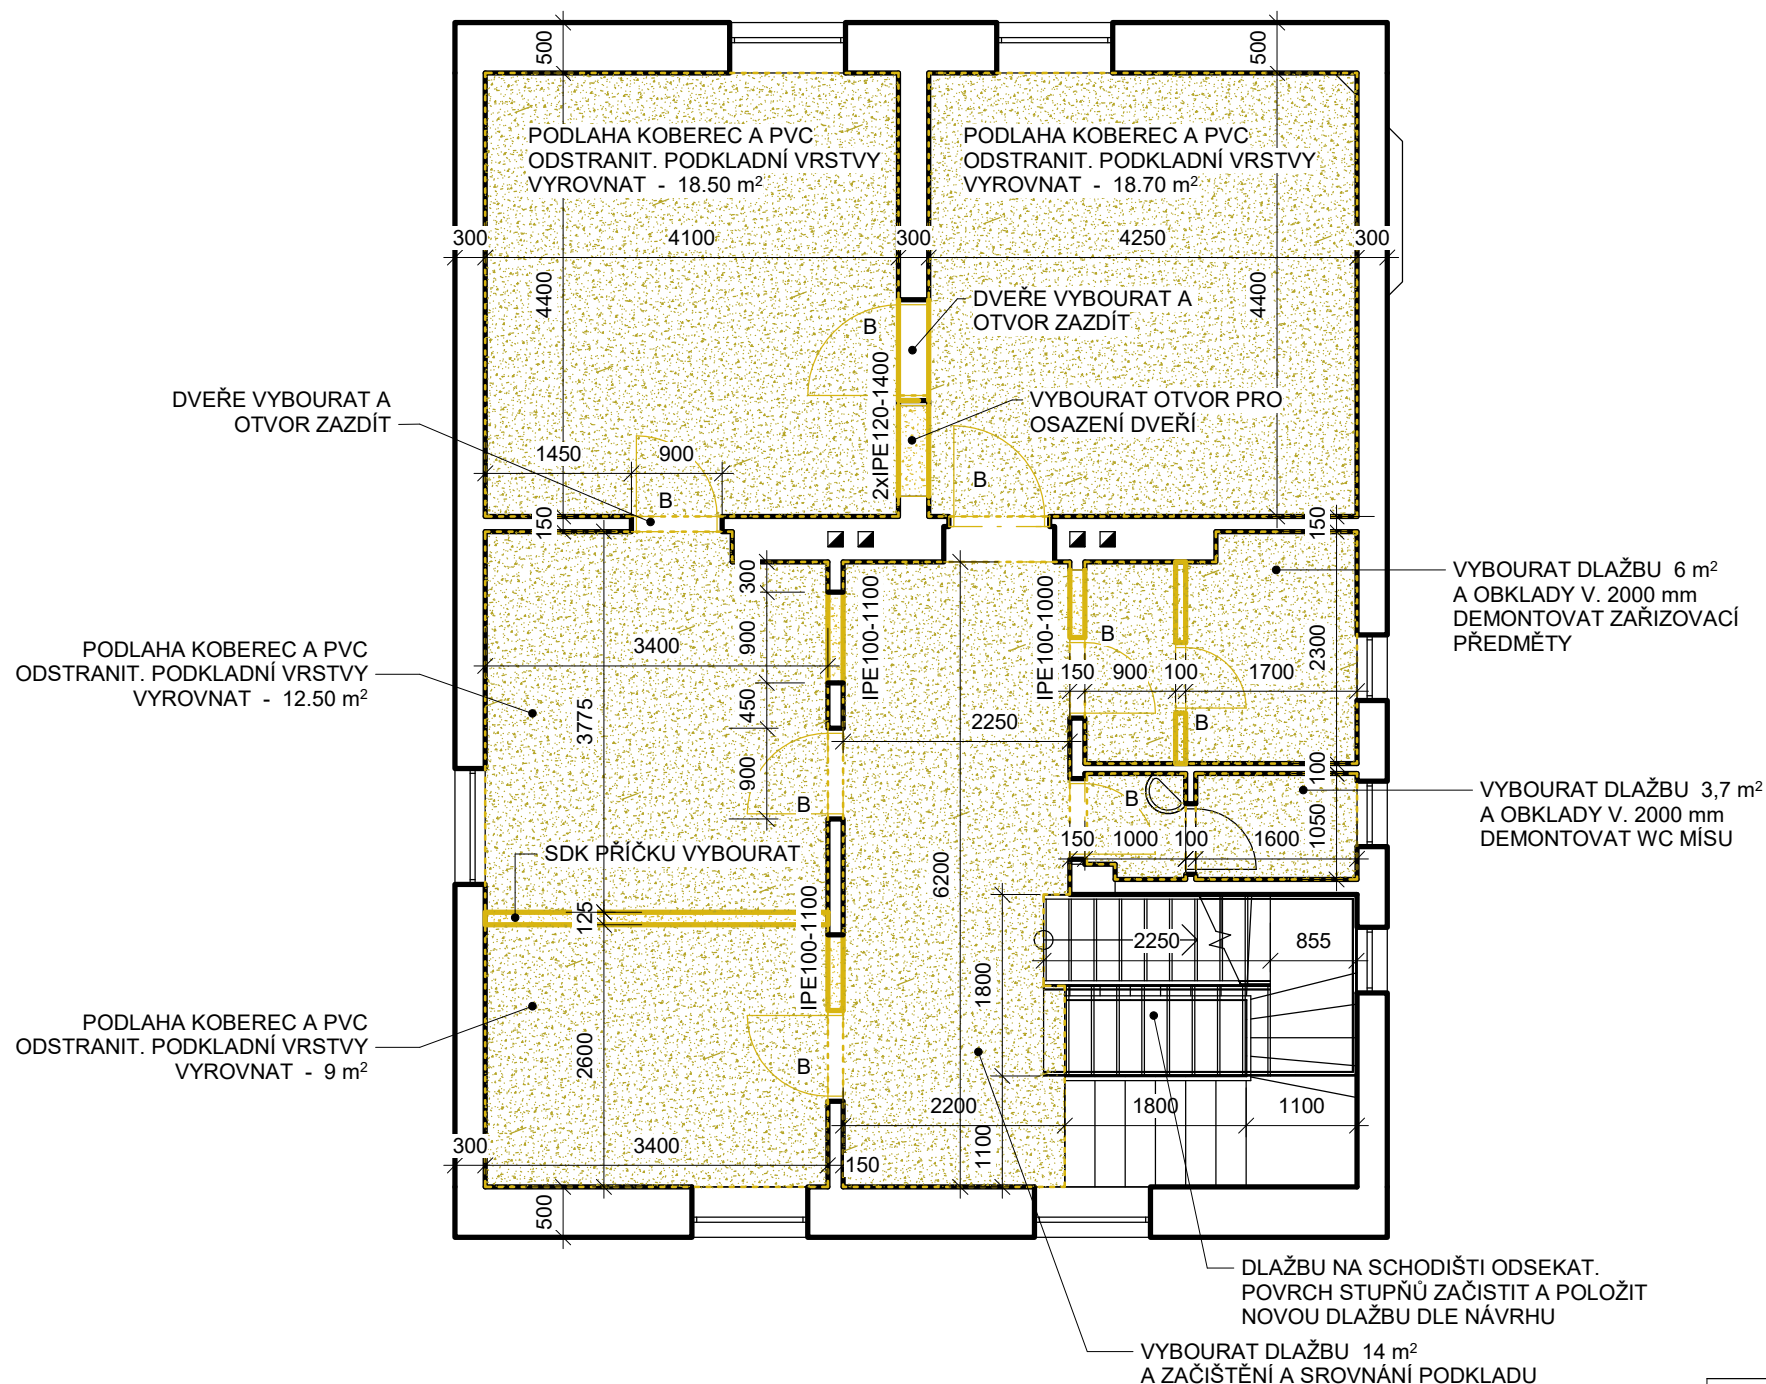 500
500
PODLAHA KOBEREC A PVC
ODSTRANIT. PODKLADNÍ VRSTVY
VYROVNAT - 18.50 m²
PODLAHA KOBEREC A PVC
ODSTRANIT. PODKLADNÍ VRSTVY
VYROVNAT - 18.70 m²
300
4100
300
4250
300
4400
4400
DVEŘE VYBOURAT A
OTVOR ZAZDÍT
B
2xIPE120-1400
DVEŘE VYBOURAT A
OTVOR ZAZDÍT
VYBOURAT OTVOR PRO
OSAZENÍ DVEŘÍ
1450
900
B
B
150
150
300
IPE100-1100
IPE100-1000
VYBOURAT DLAŽBU 6 m²
A OBKLADY V. 2000 mm
DEMONTOVAT ZAŘIZOVACÍ
PŘEDMĚTY
900
3400
B
2300
PODLAHA KOBEREC A PVC
ODSTRANIT. PODKLADNÍ VRSTVY
VYROVNAT - 12.50 m²
150
900
100
1700
450
3775
2250
B
900
100
B
B
VYBOURAT DLAŽBU 3,7 m²
A OBKLADY V. 2000 mm
DEMONTOVAT WC MÍSU
1050
150
1000
100
1600
SDK PŘÍČKU VYBOURAT
6200
125
IPE100-1100
2250
855
1800
PODLAHA KOBEREC A PVC
ODSTRANIT. PODKLADNÍ VRSTVY
VYROVNAT - 9 m²
2600
B
2200
1800
1100
1100
300
3400
150
500
DLAŽBU NA SCHODIŠTI ODSEKAT.
POVRCH STUPŇŮ ZAČISTIT A POLOŽIT
NOVOU DLAŽBU DLE NÁVRHU
VYBOURAT DLAŽBU 14 m²
A ZAČIŠTĚNÍ A SROVNÁNÍ PODKLADU